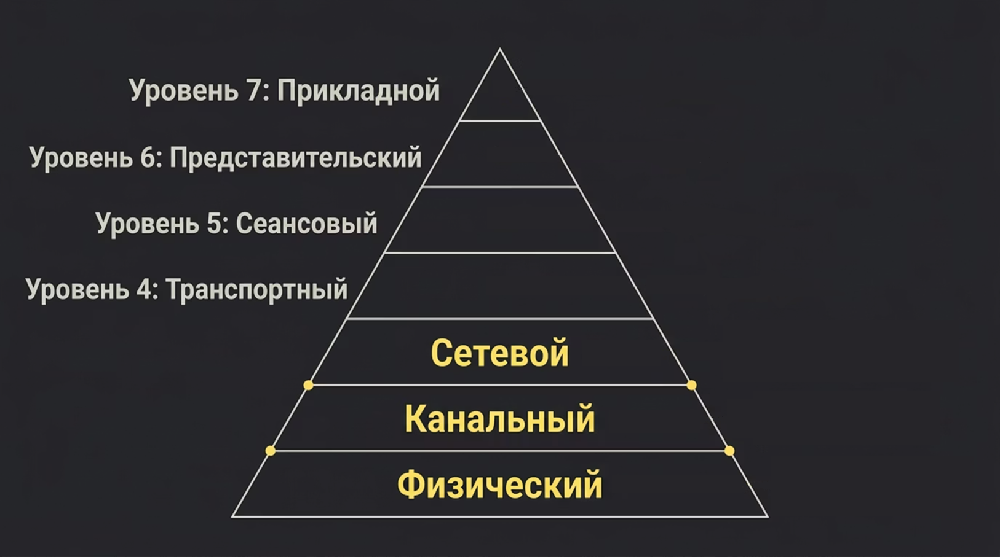 Уровень 7: Прикладной
Уровень 6: Представительский
Уровень 5: Сеансовый
Уровень 4: Транспортный
Сетевой
Канальный
Физический